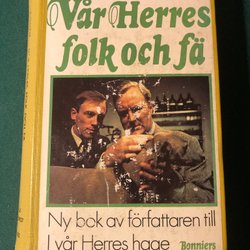 Vår Herres
folk och fä
Ny bok av författaren till
I vår Herres hage
Bonniers